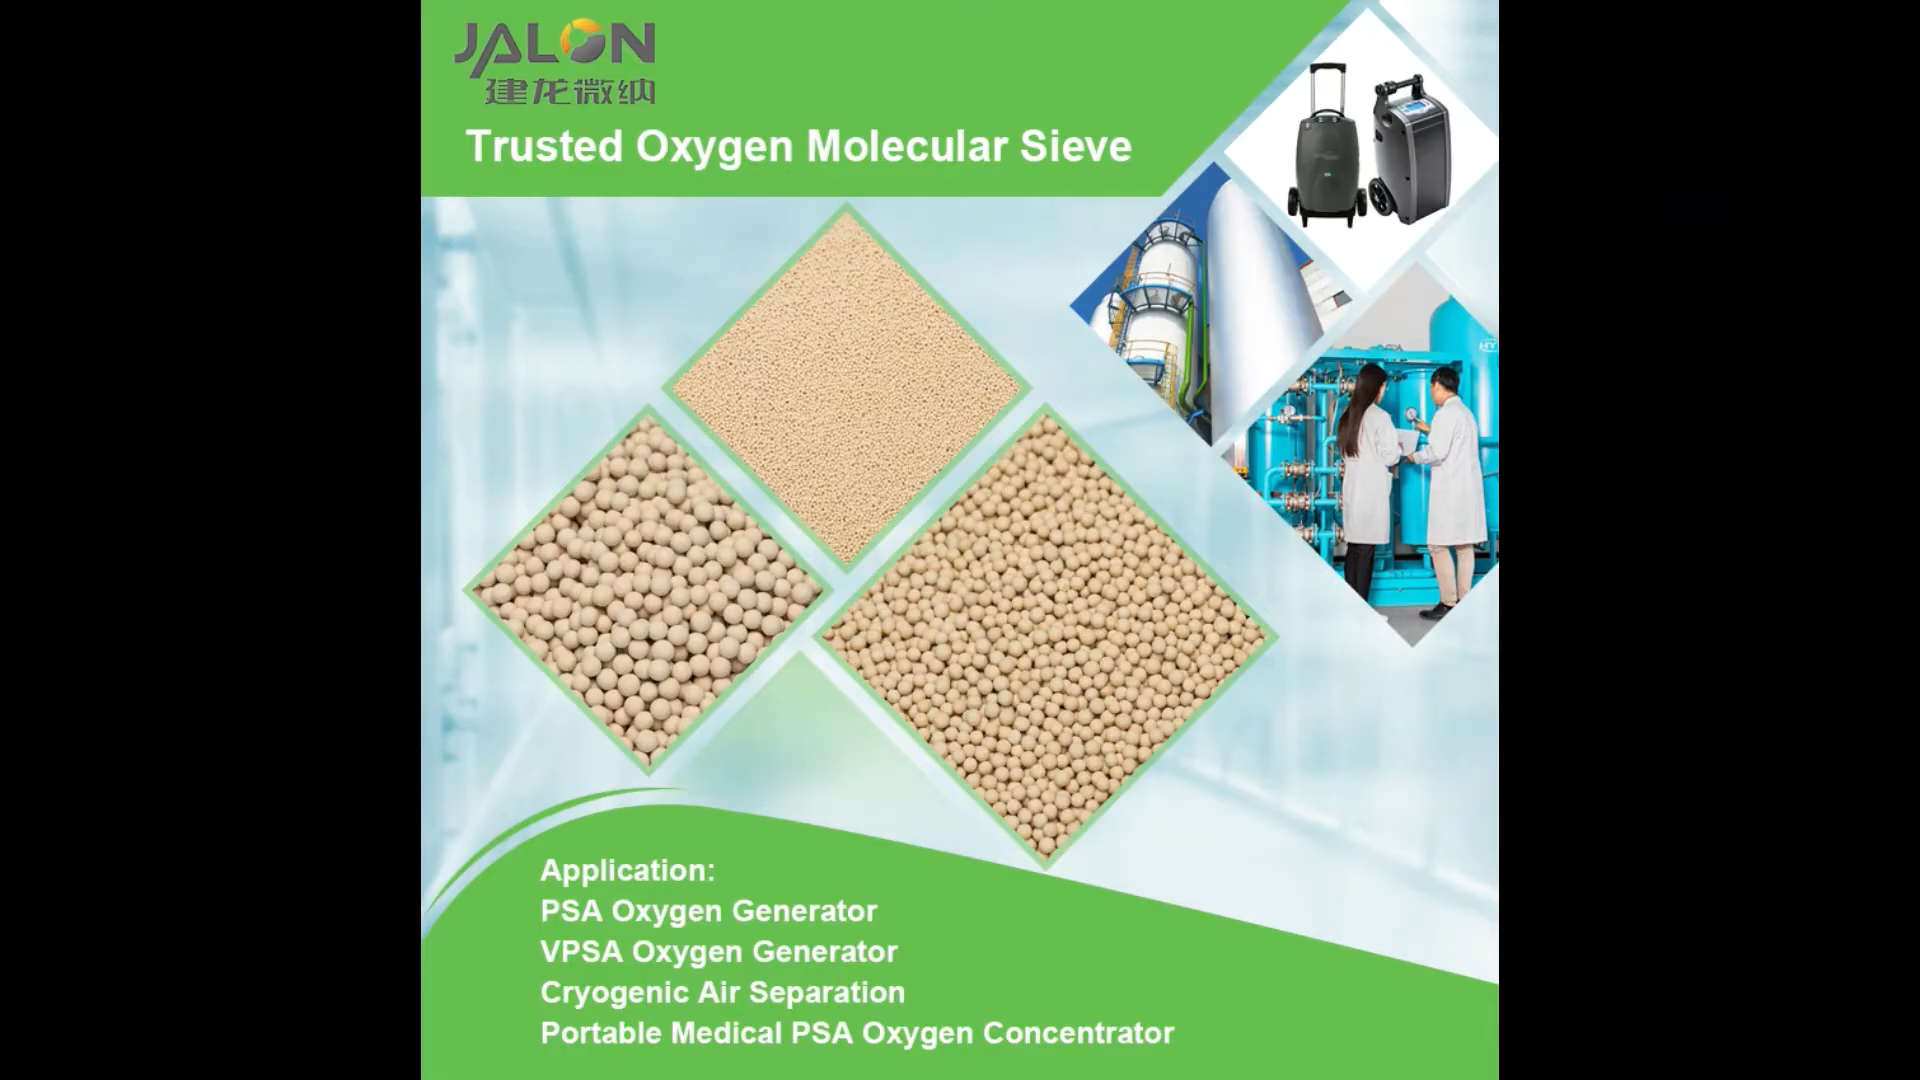 JALON
建龙微纳
Trusted Oxygen Molecular Sieve
HY
Application:
PSA Oxygen Generator
VPSA Oxygen Generator
Cryogenic Air Separation
Portable Medical PSA Oxygen Concentrator